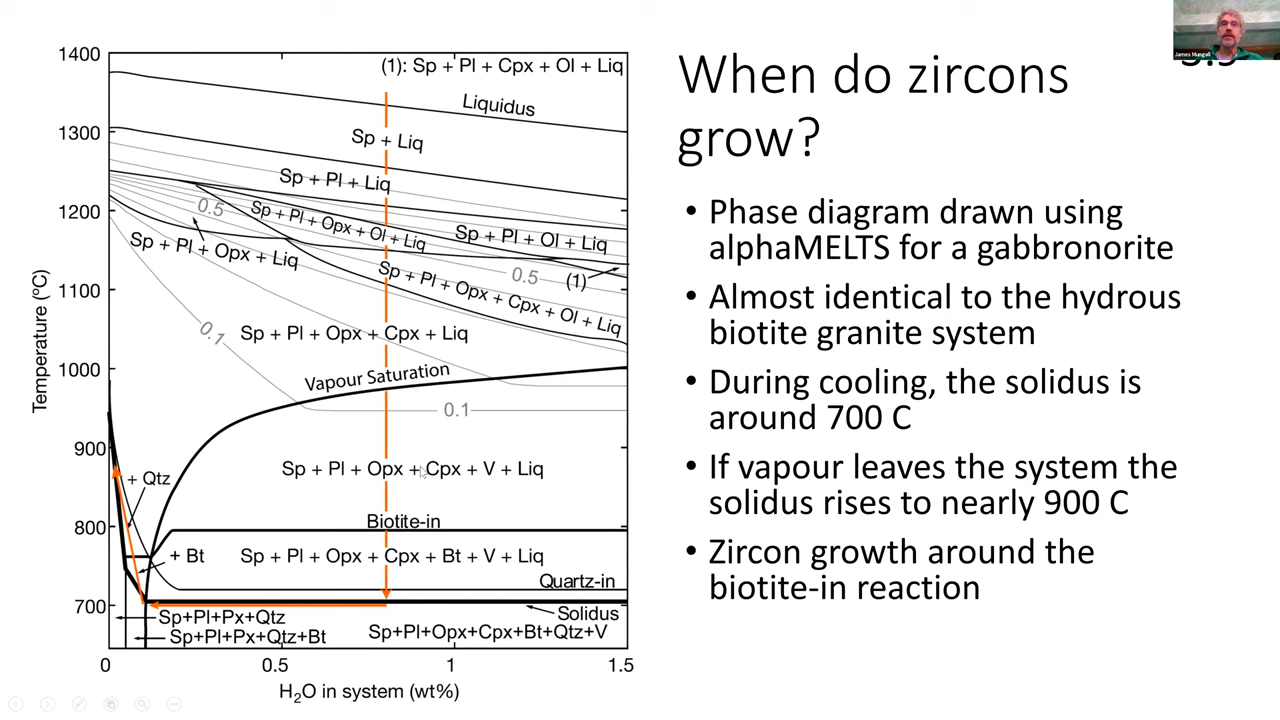 When do zircons
grow?
• Phase diagram drawn using
alphaMELTS for a gabbronorite
• Almost identical to the hydrous
biotite granite system
• During cooling, the solidus is
around 700 C
• If vapour leaves the system the
solidus rises to nearly 900 C
• Zircon growth around the
biotite-in reaction
James Mungall
1400
(1): Sp + Pl + Cpx + Ol + Liq
Liquidus
1300
Sp + Liq
Sp + Pl + Liq
1200
0.5
Sp + Pl + Opx + Ol + Liq
Sp + Pl + Ol + Liq
Sp + Pl + Opx + Liq
0.5
(1)
1100
Sp + Pl + Opx + Cpx + Ol + Liq
0.1
Sp + Pl + Opx + Cpx + Liq
1000
Vapour Saturation
0.1
900
Sp + Pl + Opx + Cpx + V + Liq
+ Qtz
800
Biotite-in
+ Bt
Sp + Pl + Opx + Cpx + Bt + V + Liq
Quartz-in
700
Solidus
Sp+Pl+Px+Qtz
Sp+Pl+Px+Qtz+Bt
Sp+Pl+Opx+Cpx+Bt+Qtz+V
Temperature (ºC)
0
0.5
1
1.5
H2O in system (wt%)